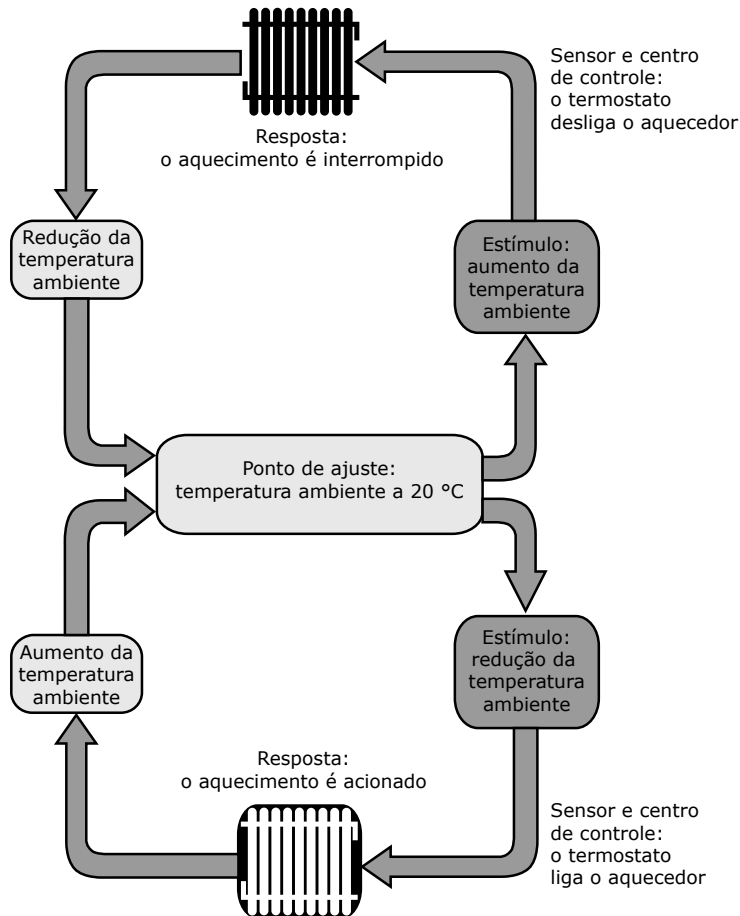 Sensor e centro
de controle:
o termostato
desliga o aquecedor
Resposta:
o aquecimento é interrompido
Redução da
temperatura
ambiente
Estímulo:
aumento da
temperatura
ambiente
Ponto de ajuste:
temperatura ambiente a 20 °C
Aumento da
temperatura
ambiente
Estímulo:
redução da
temperatura
ambiente
Resposta:
o aquecimento é acionado
Sensor e centro
de controle:
o termostato
liga o aquecedor